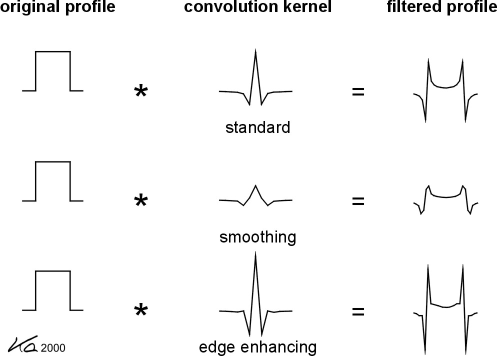 original profile convolution kernel filtered profile
* =
standard
* =
smoothing
* =
edge enhancing
2000